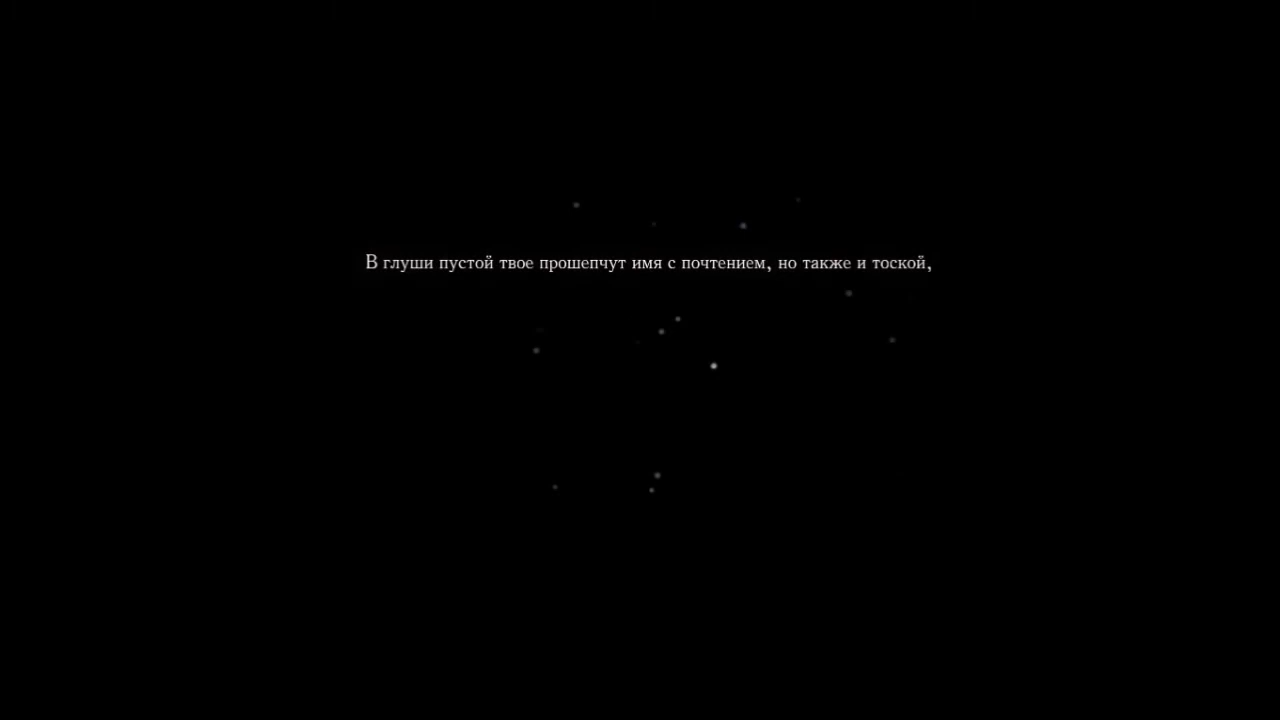 В глуши пустой твое прошепчут имя с почтением, но также и тоской,